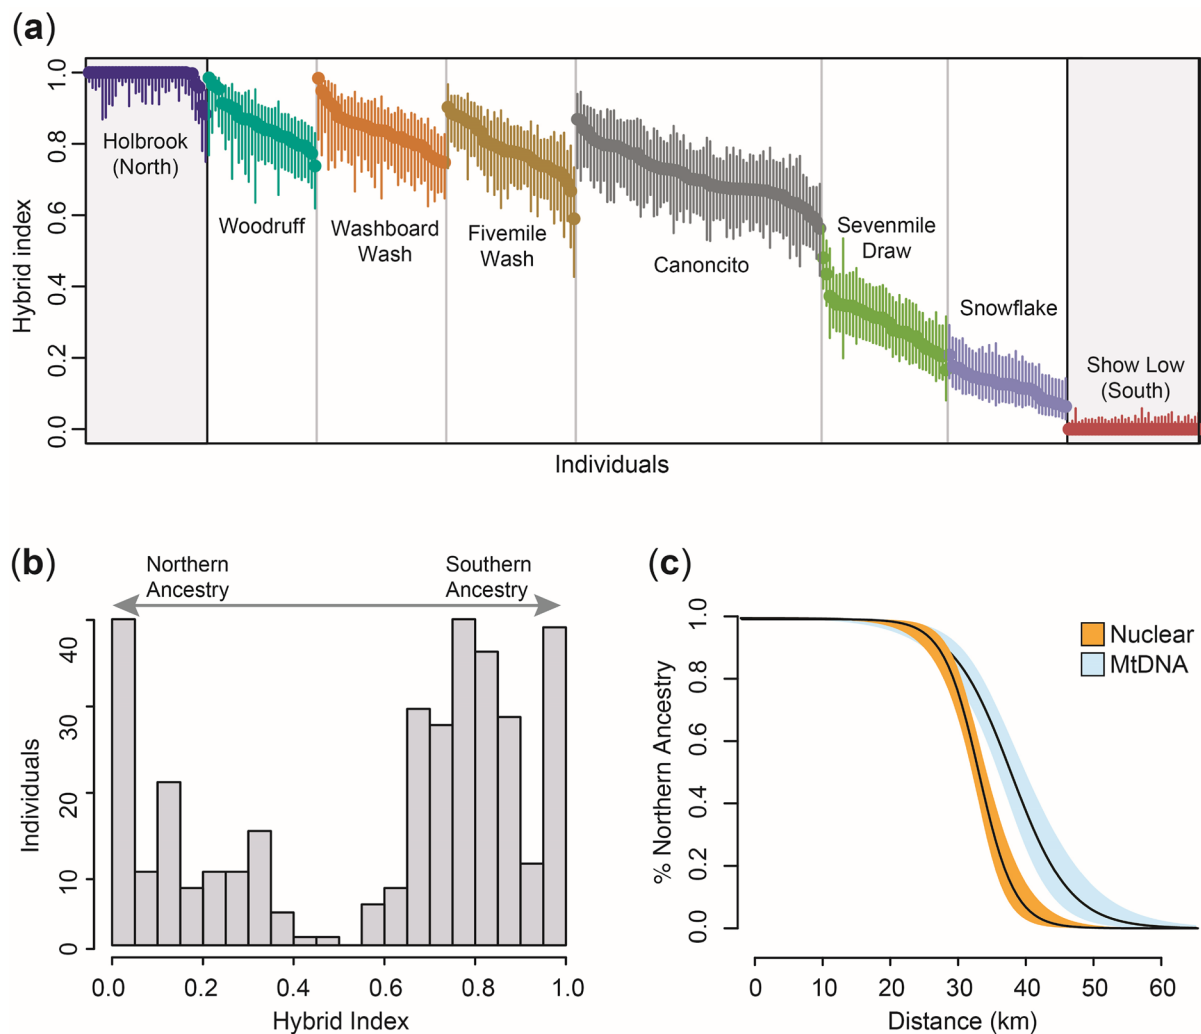 (a)
Hybrid index
1.0
0.8
0.6
0.4
0.2
0.0
Holbrook
(North)
Woodruff
Washboard
Wash
Fivemile
Wash
Canoncito
Sevenmile
Draw
Snowflake
Show Low
(South)
Individuals
(b)
Northern
Ancestry
Southern
Ancestry
Individuals
40
30
20
10
0
0.0 0.2 0.4 0.6 0.8 1.0
Hybrid Index
(c)
% Northern Ancestry
1.0
0.8
0.6
0.4
0.2
0.0
Nuclear
MtDNA
0 10 20 30 40 50 60
Distance (km)